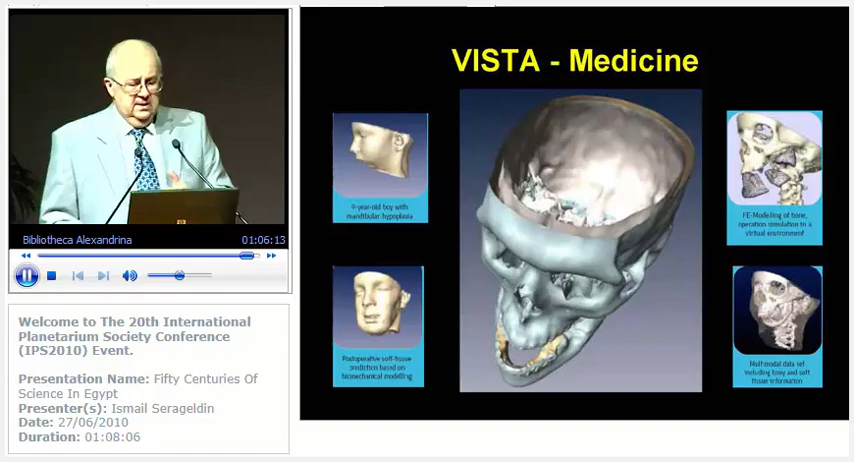 VISTA - Medicine
9-year-old boy with
mandibular hypoplasia
FE-Modelling of bone,
operation simulation in a
virtual environment
Postoperative soft-tissue
prediction based on
biomechanical modelling
Multimodal data set
including bony and soft
tissue information
Bibliotheca Alexandrina
01:06:13
Welcome to The 20th International
Planetarium Society Conference
(IPS2010) Event.
Presentation Name: Fifty Centuries Of
Science In Egypt
Presenter(s): Ismail Serageldin
Date: 27/06/2010
Duration: 01:08:06